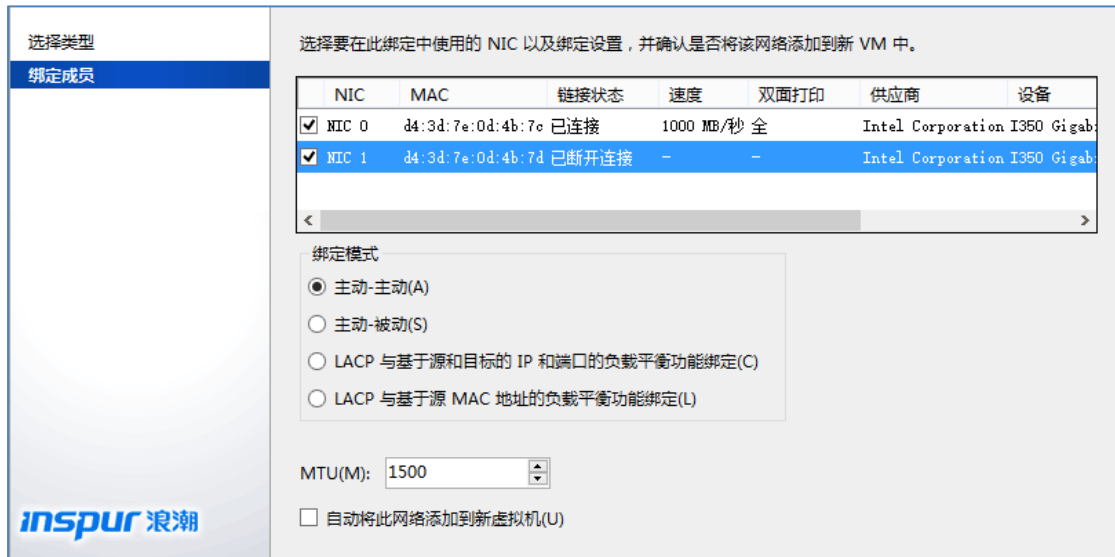 选择类型
绑定成员
选择要在此绑定中使用的 NIC 以及绑定设置，并确认是否将该网络添加到新 VM 中。
NIC MAC 链接状态 速度 双面打印 供应商 设备
NIC 0 d4:3d:7e:0d:4b:7c 已连接 1000 MB/秒 全 Intel Corporation I350 Gigab
NIC 1 d4:3d:7e:0d:4b:7d 已断开连接 - - Intel Corporation I350 Gigab
绑定模式
主动-主动(A)
主动-被动(S)
LACP 与基于源和目标的 IP 和端口的负载平衡功能绑定(C)
LACP 与基于源 MAC 地址的负载平衡功能绑定(L)
MTU(M): 1500
自动将此网络添加到新虚拟机(U)
inspur 浪潮